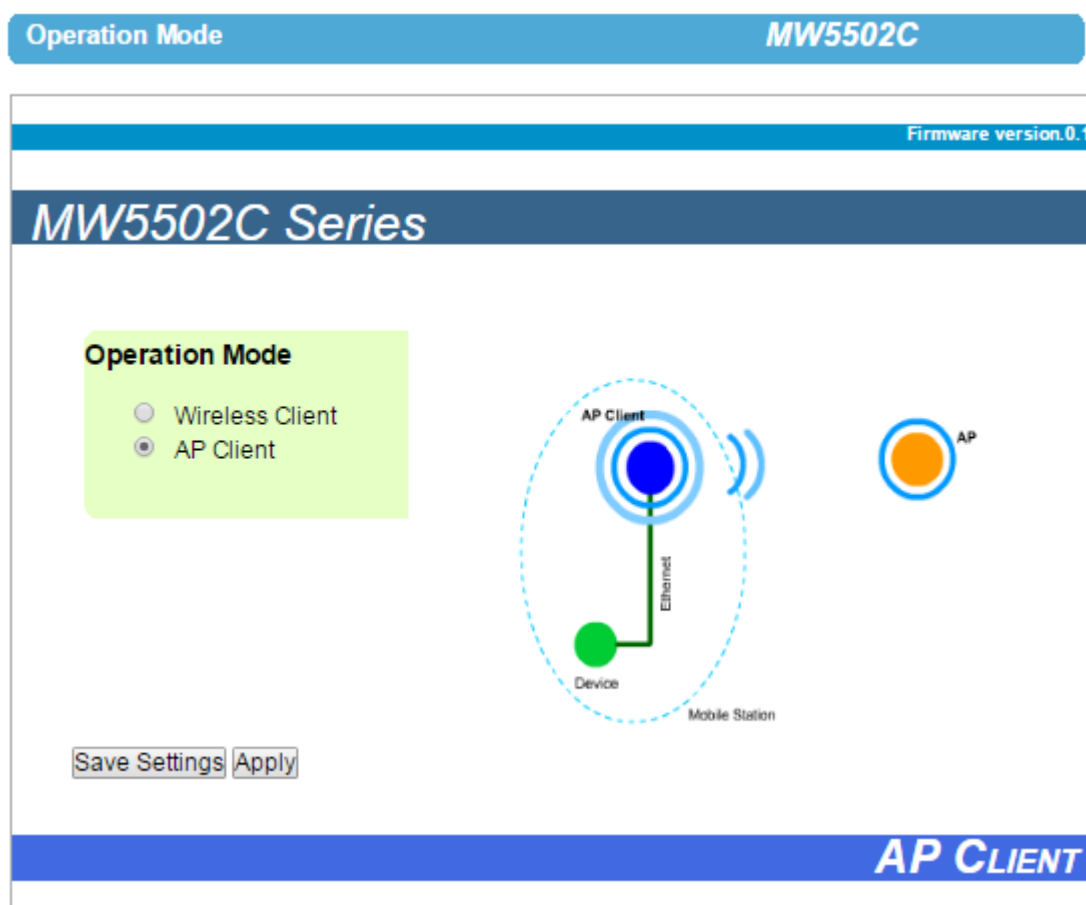 Operation Mode MW5502C
Firmware version.0.1
MW5502C Series
Operation Mode
Wireless Client
AP Client
AP Client
AP
Ethernet
Device
Mobile Station
Save Settings Apply
AP CLIENT